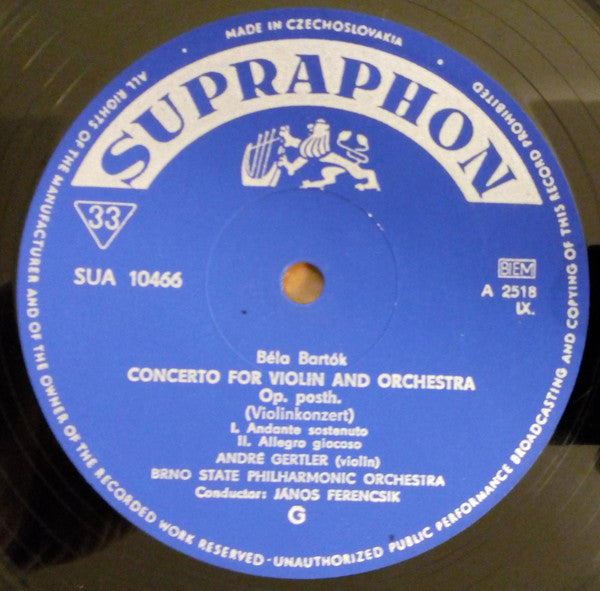 MADE IN CZECHOSLOVAKIA
ALL RIGHTS OF THE MANUFACTURER AND OF THE OWNER OF THE RECORDED WORK RESERVED - UNAUTHORIZED PUBLIC PERFORMANCE BROADCASTING AND COPYING OF THIS RECORD PROHIBITED
SUPRAPHON
33
SUA 10466
BIEM
A 2518
IX.
Béla Bartók
CONCERTO FOR VIOLIN AND ORCHESTRA
Op. posth.
(Violinkonzert)
I. Andante sostenuto
II. Allegro giocoso
ANDRÉ GERTLER (violin)
BRNO STATE PHILHARMONIC ORCHESTRA
Conductor: JÁNOS FERENCSIK
G